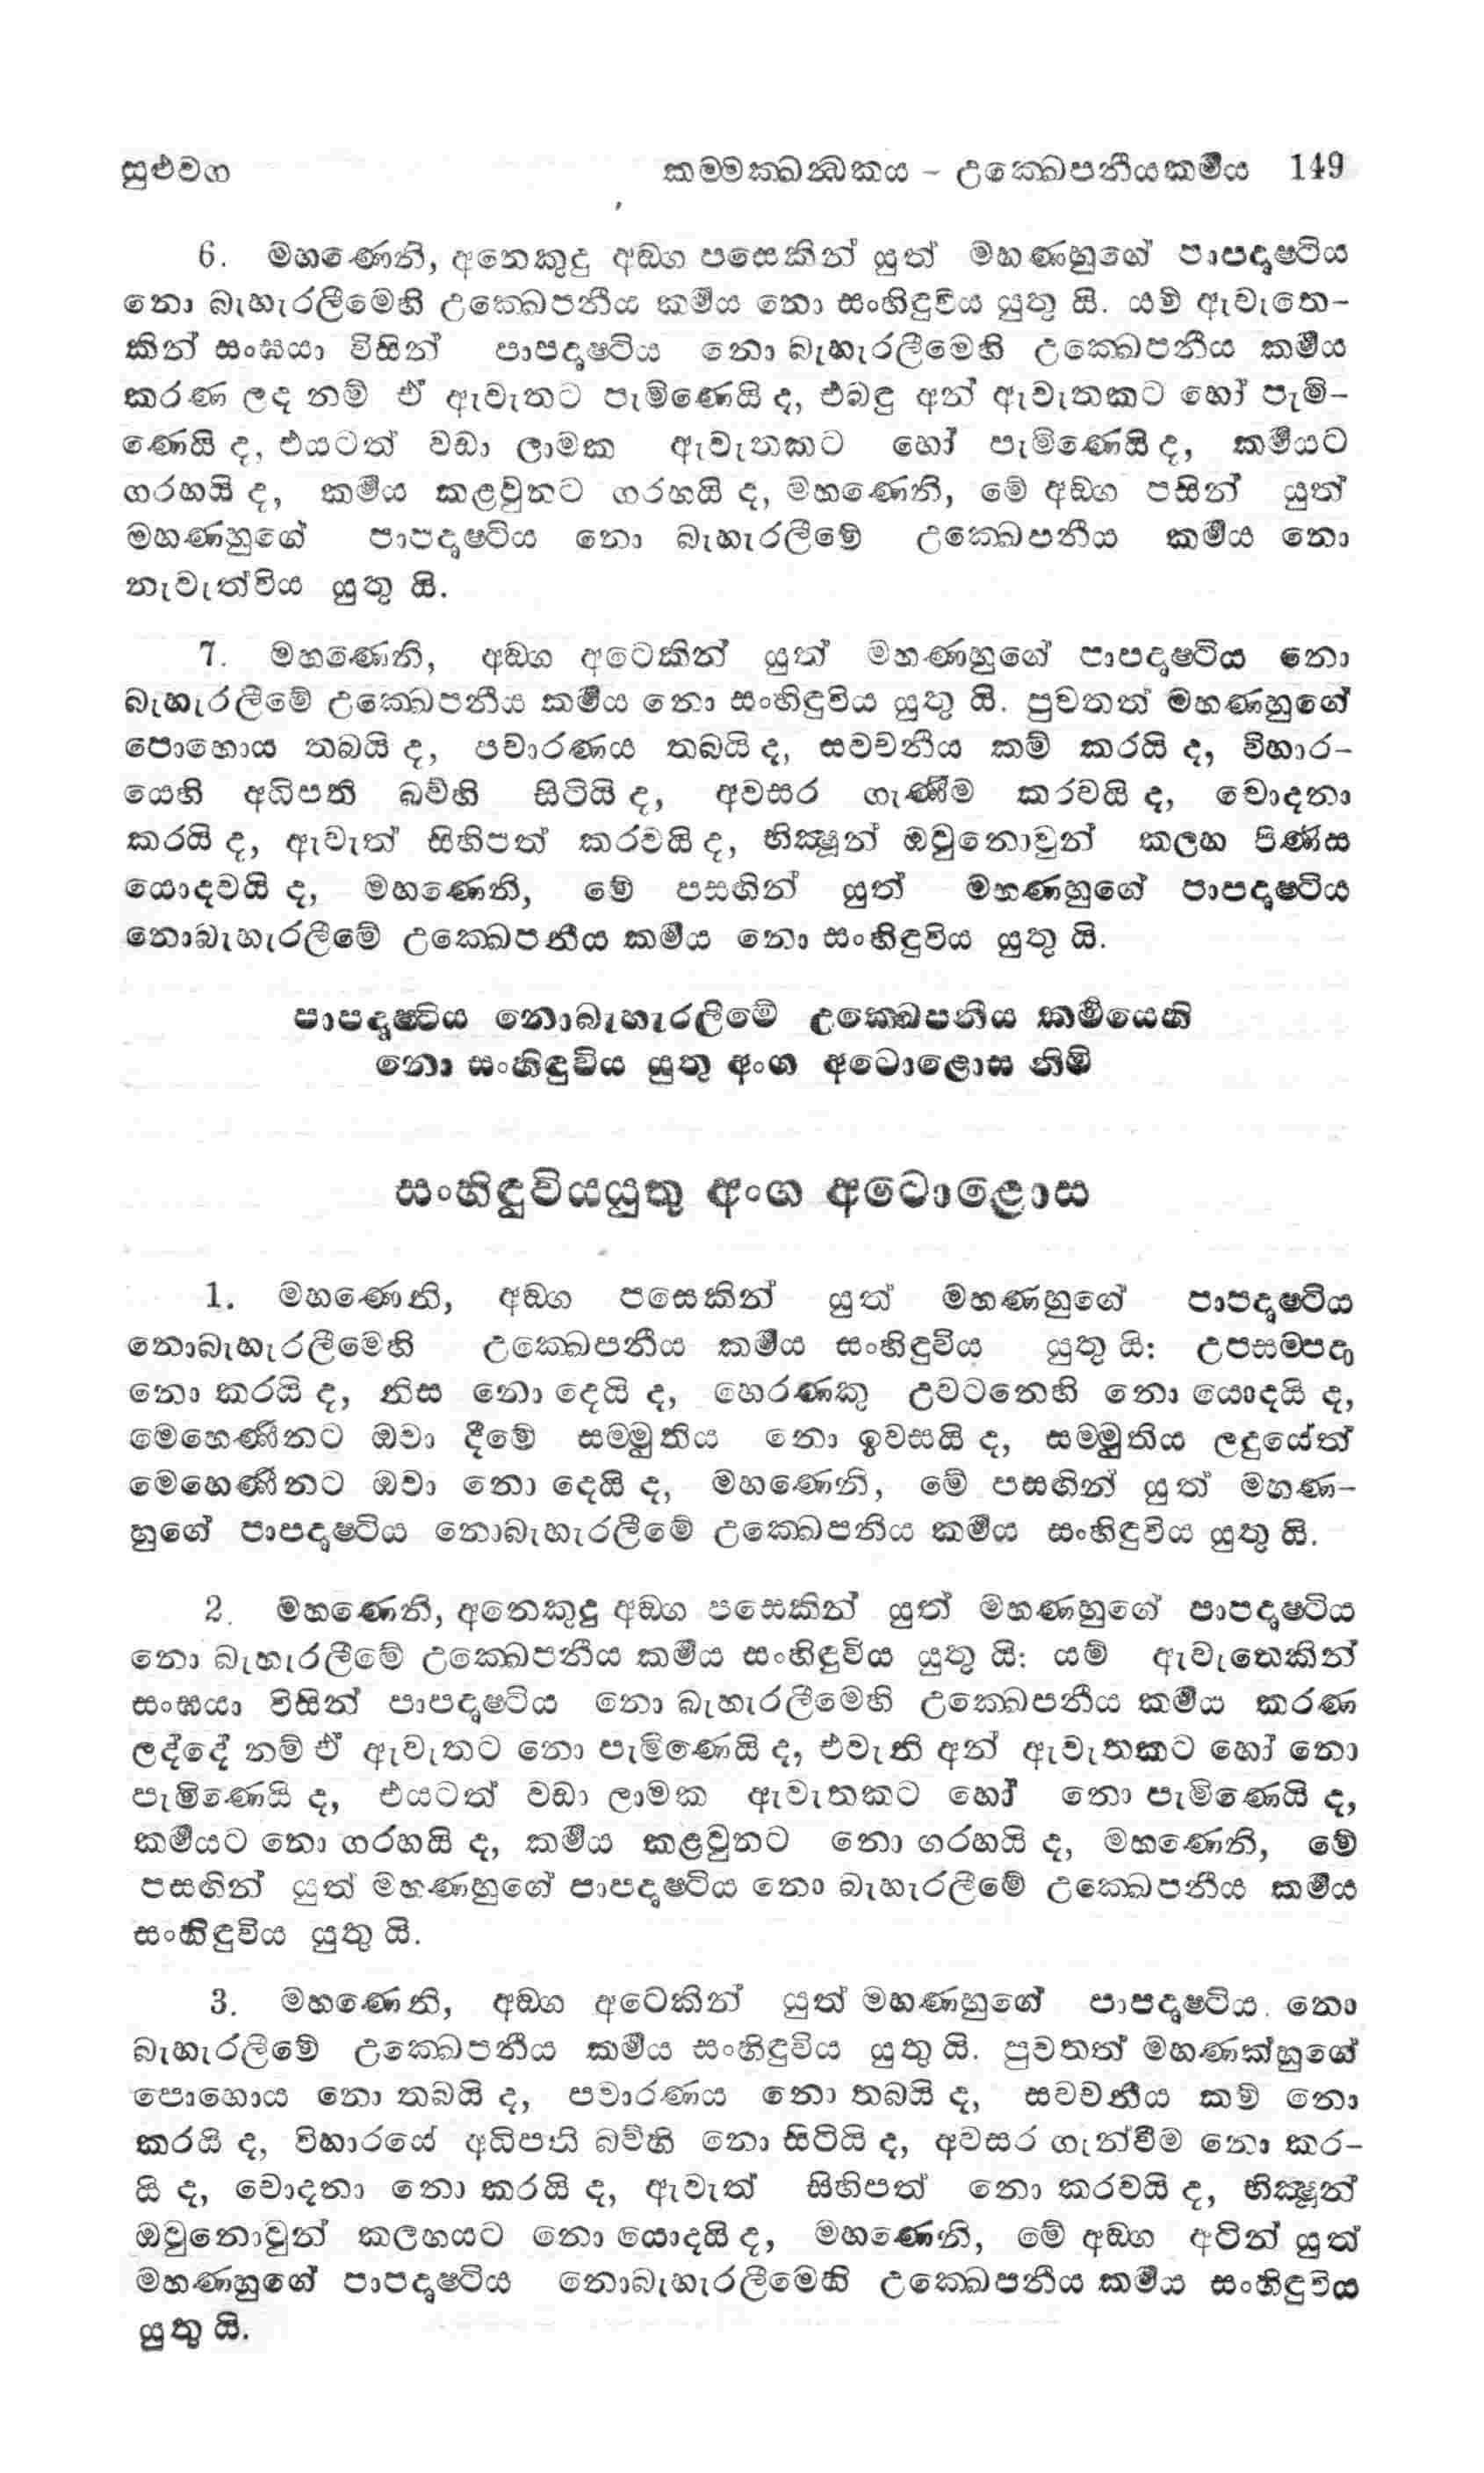 සුළුවග කම්මක්ඛන්ධකය - උක්ඛෙපනීයකර්මය 149
6. මහණෙනි, අනෙකුදු අඞ්ග පසෙකින් යුත් මහණහුගේ පාපදෘෂ්ටිය
නො බැහැරලීමෙහි උක්ඛෙපනීය කර්මය නො සංහිඳුවිය යුතු යි. යම් ඇවැතෙ-
කින් සංඝයා විසින් පාපදෘෂ්ටිය නො බැහැරලීමෙහි උක්ඛෙපනීය කර්මය
කරණ ලද නම් ඒ ඇවැතට පැමිණෙයි ද, එබඳු අන් ඇවැතකට හෝ පැමි-
ණෙයි ද, එයටත් වඩා ලාමක ඇවැතකට හෝ පැමිණෙයි ද, කර්මයට
ගරහයි ද, කර්මය කළවුනට ගරහයි ද, මහණෙනි, මේ අඞ්ග පසින් යුත්
මහණහුගේ පාපදෘෂ්ටිය නො බැහැරලීමේ උක්ඛෙපනීය කර්මය නො
නැවැත්විය යුතු යි.
7. මහණෙනි, අඞ්ග අටෙකින් යුත් මහණහුගේ පාපදෘෂ්ටිය නො
බැහැරලීමේ උක්ඛෙපනීය කර්මය නො සංහිඳුවිය යුතු යි. පුවතත් මහණහුගේ
පොහොය තබයි ද, පවාරණය තබයි ද, සවචනීය කම් කරයි ද, විහාර-
යෙහි අධිපති බව්හි සිටියි ද, අවසර ගැණීම කරවයි ද, චොදනා
කරයි ද, ඇවැත් සිහිපත් කරවයි ද, භික්ෂූන් ඔවුනොවුන් කලහ පිණිස
යොදවයි ද, මහණෙනි, මේ පසඟින් යුත් මහණහුගේ පාපදෘෂ්ටිය
නොබැහැරලීමේ උක්ඛෙපනීය කර්මය නො සංහිඳුවිය යුතු යි.
පාපදෘෂ්ටිය නොබැහැරලීමේ උක්ඛෙපනීය කර්මයෙහි
නො සංහිඳුවිය යුතු අංග අටොළොස නිමි
සංහිඳුවියයුතු අංග අටොළොස
1. මහණෙනි, අඞ්ග පසෙකින් යුත් මහණහුගේ පාපදෘෂ්ටිය
නොබැහැරලීමෙහි උක්ඛෙපනීය කර්මය සංහිඳුවිය යුතු යි: උපසම්පදා
නො කරයි ද, නිස නො දෙයි ද, හෙරණකු උවටනෙහි නො යොදයි ද,
මෙහෙණීනට ඔවා දීමේ සම්මුතිය නො ඉවසයි ද, සම්මුතිය ලදුයේත්
මෙහෙණීනට ඔවා නො දෙයි ද, මහණෙනි, මේ පසඟින් යුත් මහණ-
හුගේ පාපදෘෂ්ටිය නොබැහැරලීමේ උක්ඛෙපනීය කර්මය සංහිඳුවිය යුතු යි.
2. මහණෙනි, අනෙකුදු අඞ්ග පසෙකින් යුත් මහණහුගේ පාපදෘෂ්ටිය
නො බැහැරලීමේ උක්ඛෙපනීය කර්මය සංහිඳුවිය යුතු යි: යම් ඇවැතෙකින්
සංඝයා විසින් පාපදෘෂ්ටිය නො බැහැරලීමෙහි උක්ඛෙපනීය කර්මය කරණ
ලද්දේ නම් ඒ ඇවැතට නො පැමිණෙයි ද, එවැනි අන් ඇවැතකට හෝ නො
පැමිණෙයි ද, එයටත් වඩා ලාමක ඇවැතකට හෝ නො පැමිණෙයි ද,
කර්මයට නො ගරහයි ද, කර්මය කළවුනට නො ගරහයි ද, මහණෙනි, මේ
පසඟින් යුත් මහණහුගේ පාපදෘෂ්ටිය නො බැහැරලීමේ උක්ඛෙපනීය කර්මය
සංහිඳුවිය යුතු යි.
3. මහණෙනි, අඞ්ග අටෙකින් යුත් මහණහුගේ පාපදෘෂ්ටිය නො
බැහැරලීමේ උක්ඛෙපනීය කර්මය සංහිඳුවිය යුතු යි. පුවතත් මහණක්හුගේ
පොහොය නො තබයි ද, පවාරණය නො තබයි ද, සවචනීය කම් නො
කරයි ද, විහාරයේ අධිපති බව්හි නො සිටියි ද, අවසර ගැන්වීම නො කර-
යි ද, චොදනා නො කරයි ද, ඇවැත් සිහිපත් නො කරවයි ද, භික්ෂූන්
ඔවුනොවුන් කලහයට නො යොදයි ද, මහණෙනි, මේ අඞ්ග අටින් යුත්
මහණහුගේ පාපදෘෂ්ටිය නොබැහැරලීමෙහි උක්ඛෙපනීය කර්මය සංහිඳුවිය
යුතු යි.